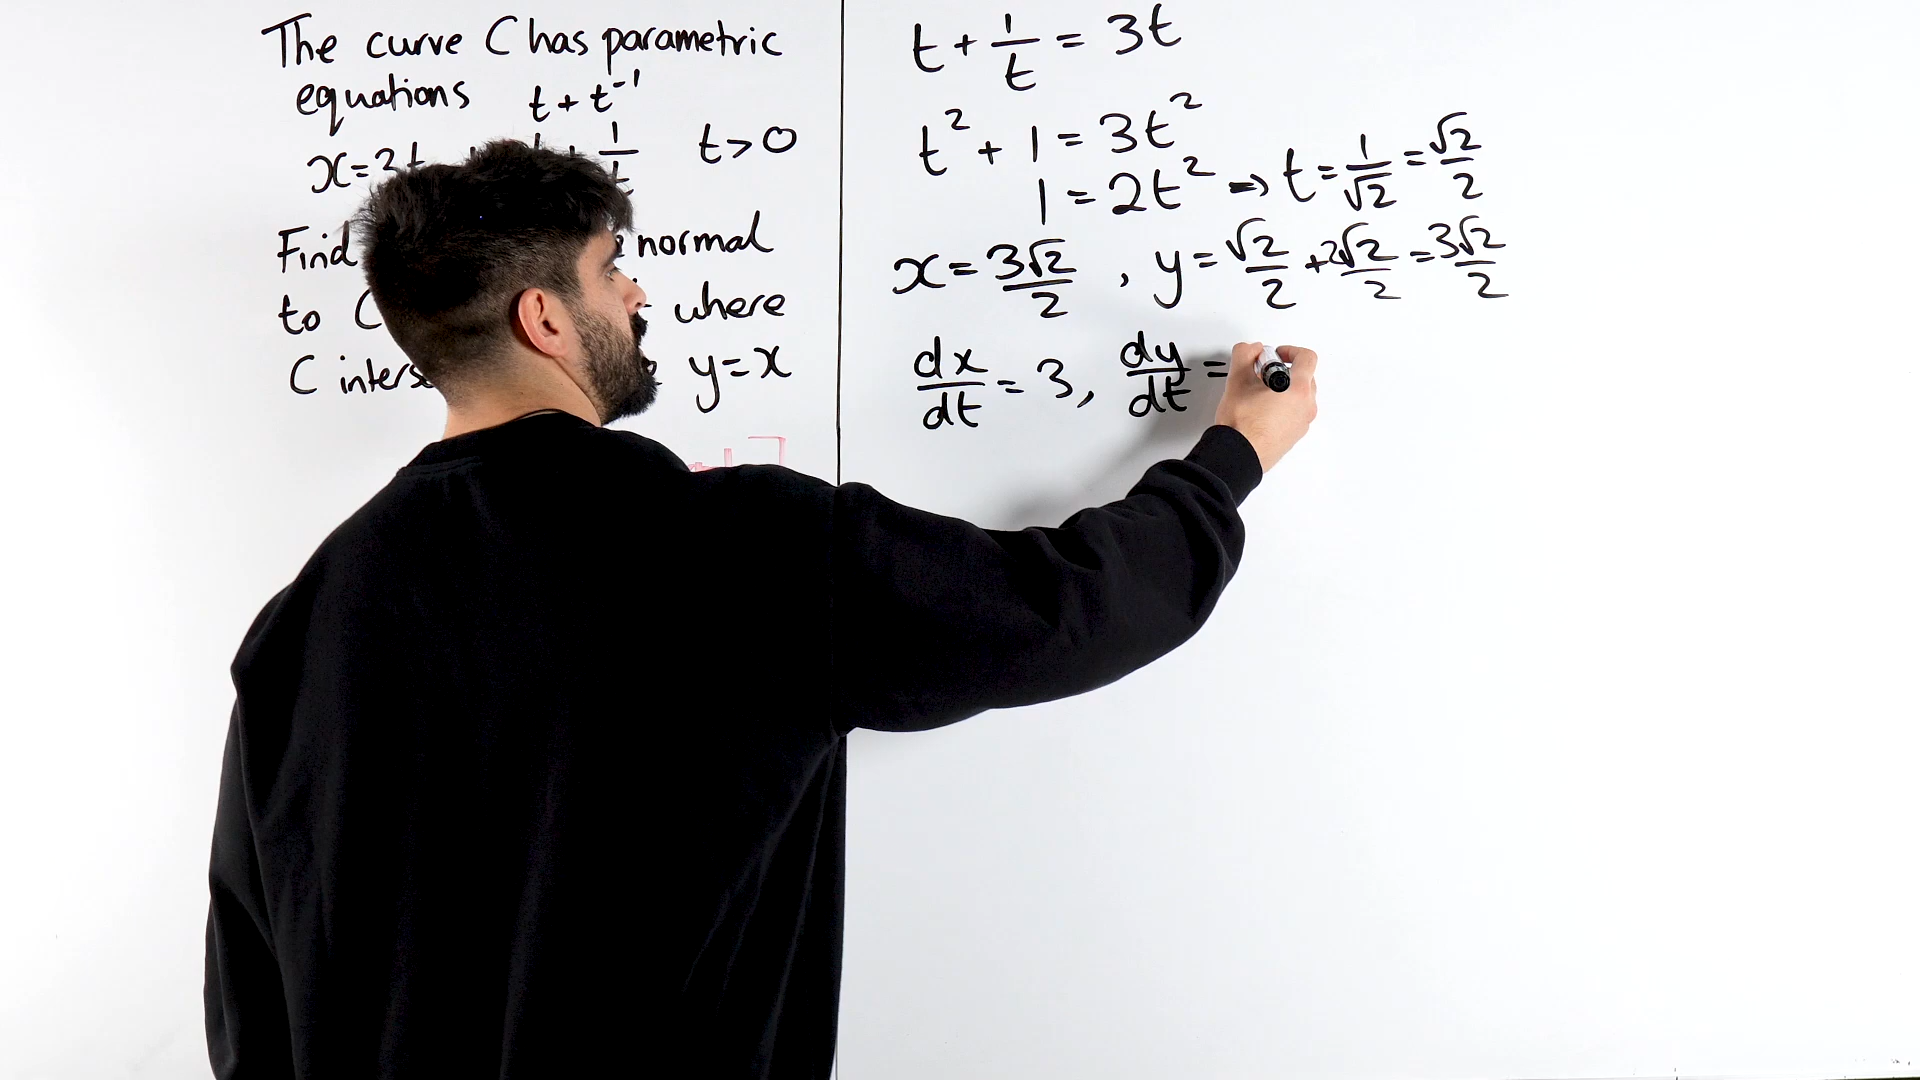 The curve C has parametric
equations t + t⁻¹
x = 3t 1/t t > 0
Find normal
to C where
C inters y = x
t + 1/t = 3t
t² + 1 = 3t²
1 = 2t² ⇒ t = 1/√2 = √2/2
x = 3√2/2 , y = √2/2 + 2√2/2 = 3√2/2
dx/dt = 3, dy/dt =